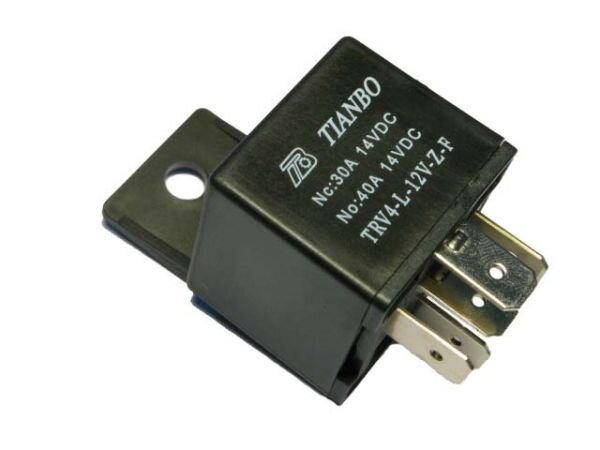 TIANBO
Nc:30A 14VDC
No:40A 14VDC
TRV4-L-12V-Z-F